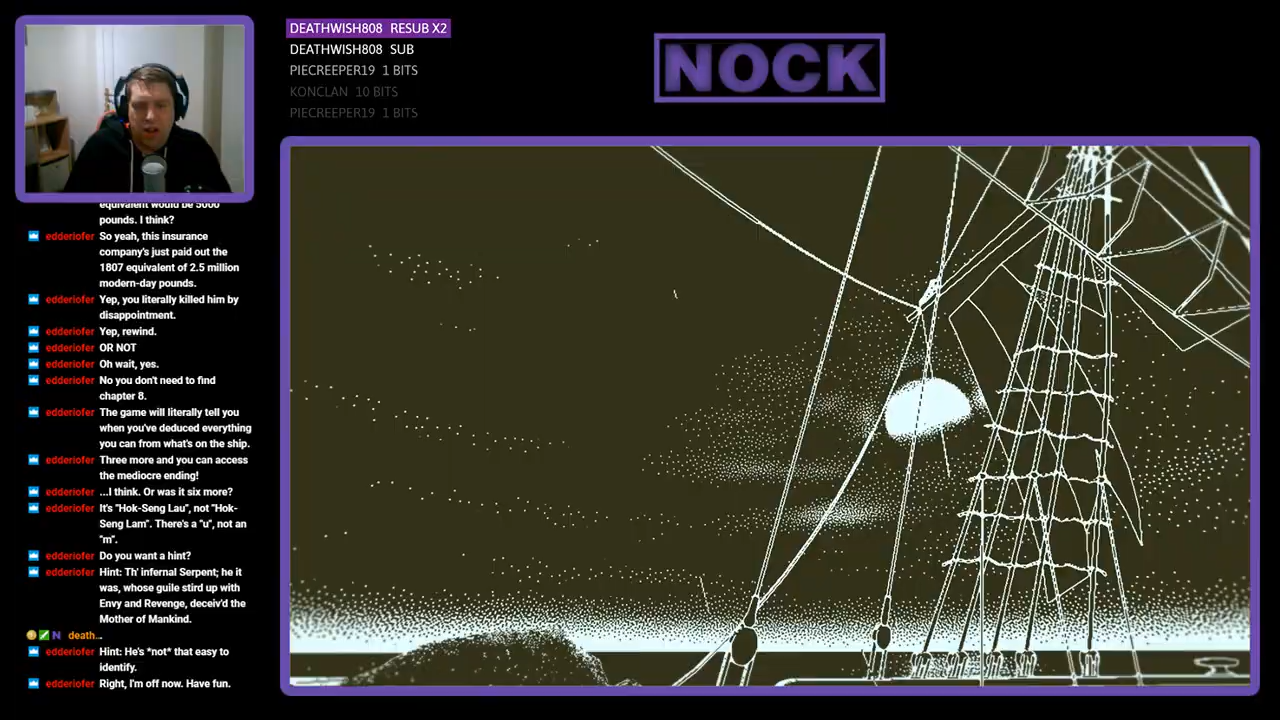 DEATHWISH808 RESUB X2
DEATHWISH808 SUB
PIECREEPER19 1 BITS
KONCLAN 10 BITS
PIECREEPER19 1 BITS
NOCK
equivalent would be 5000
pounds. I think?
edderiofer So yeah, this insurance
company's just paid out the
1807 equivalent of 2.5 million
modern-day pounds.
edderiofer Yep, you literally killed him by
disappointment.
edderiofer Yep, rewind.
edderiofer OR NOT
edderiofer Oh wait, yes.
edderiofer No you don't need to find
chapter 8.
edderiofer The game will literally tell you
when you've deduced everything
you can from what's on the ship.
edderiofer Three more and you can access
the mediocre ending!
edderiofer ...I think. Or was it six more?
edderiofer It's "Hok-Seng Lau", not "Hok-
Seng Lam". There's a "u", not an
"m".
edderiofer Do you want a hint?
edderiofer Hint: Th' infernal Serpent; he it
was, whose guile stird up with
Envy and Revenge, deceiv'd the
Mother of Mankind.
N death.. .
edderiofer Hint: He's *not* that easy to
identify.
edderiofer Right, I'm off now. Have fun.